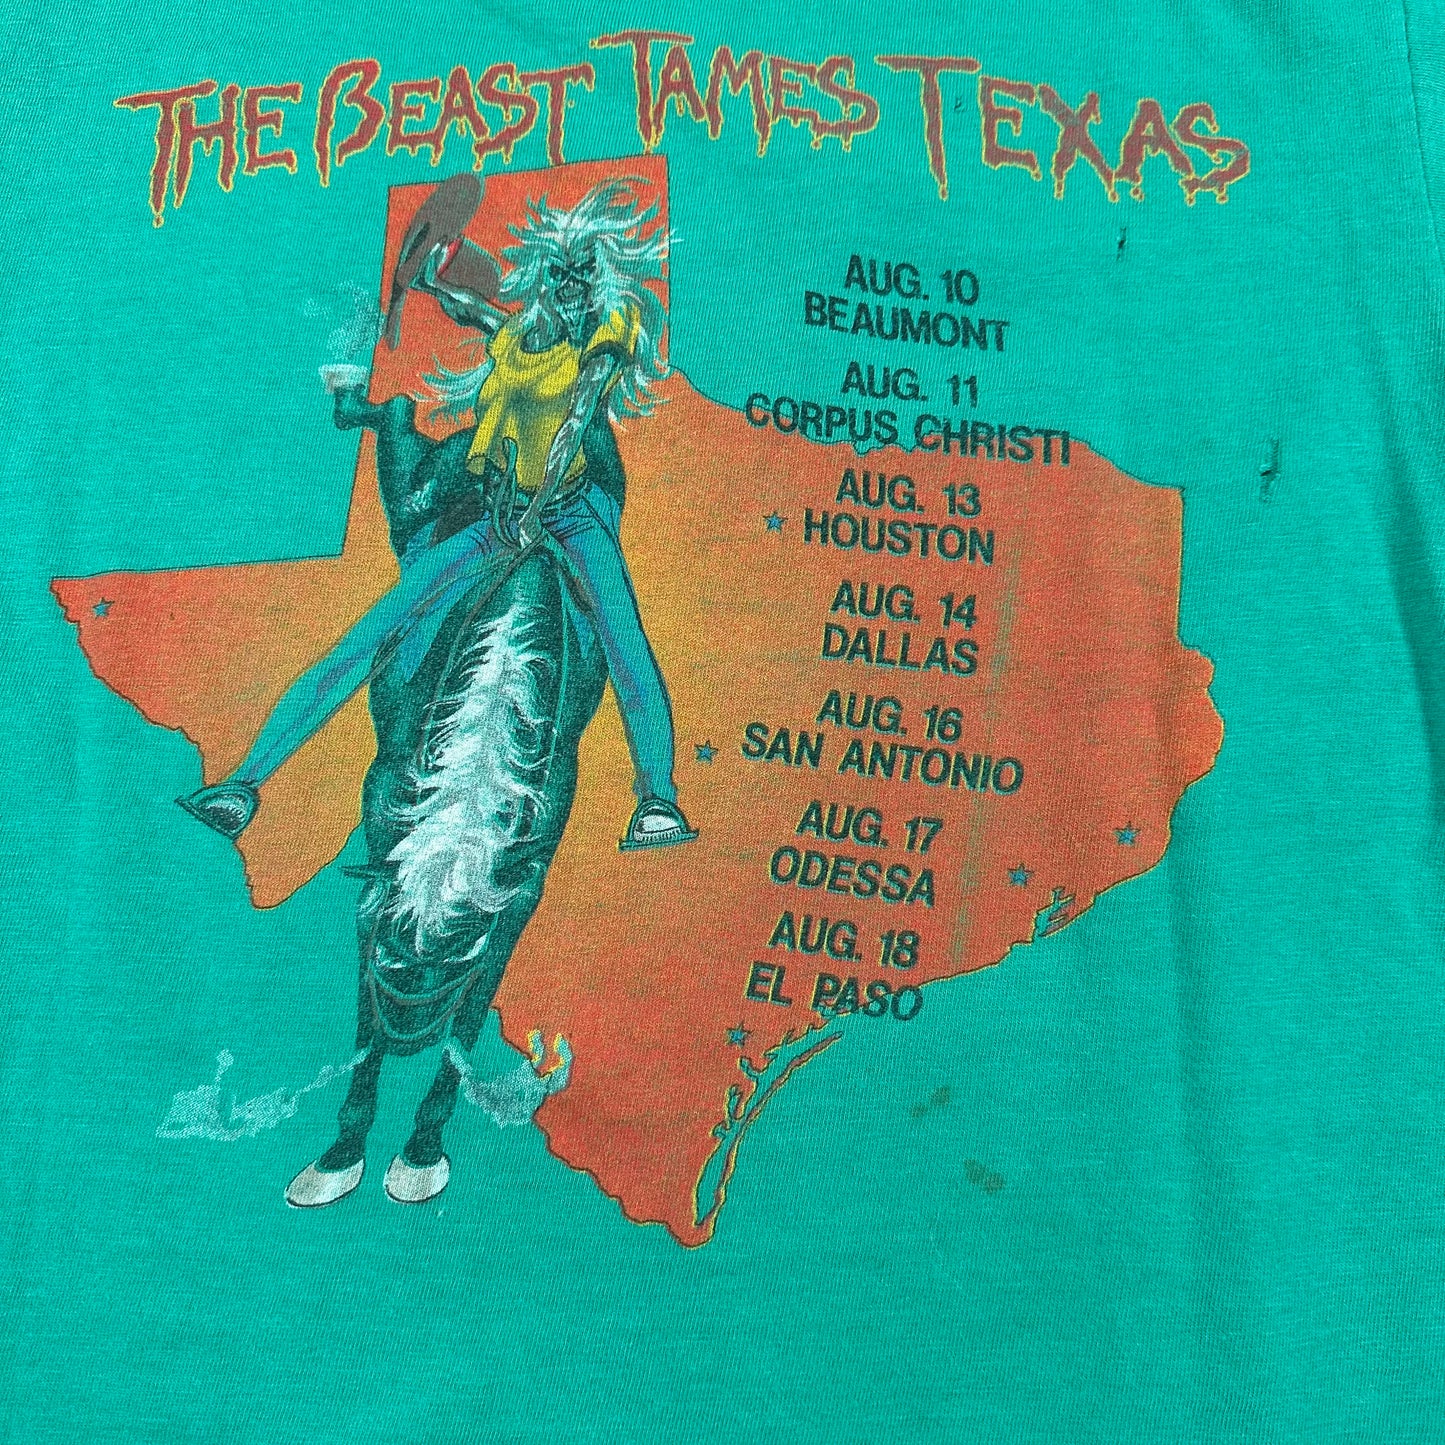 THE BEAST TAMES TEXAS
AUG. 10
BEAUMONT
AUG. 11
CORPUS CHRISTI
AUG. 13
HOUSTON
AUG. 14
DALLAS
AUG. 16
SAN ANTONIO
AUG. 17
ODESSA
AUG. 18
EL PASO